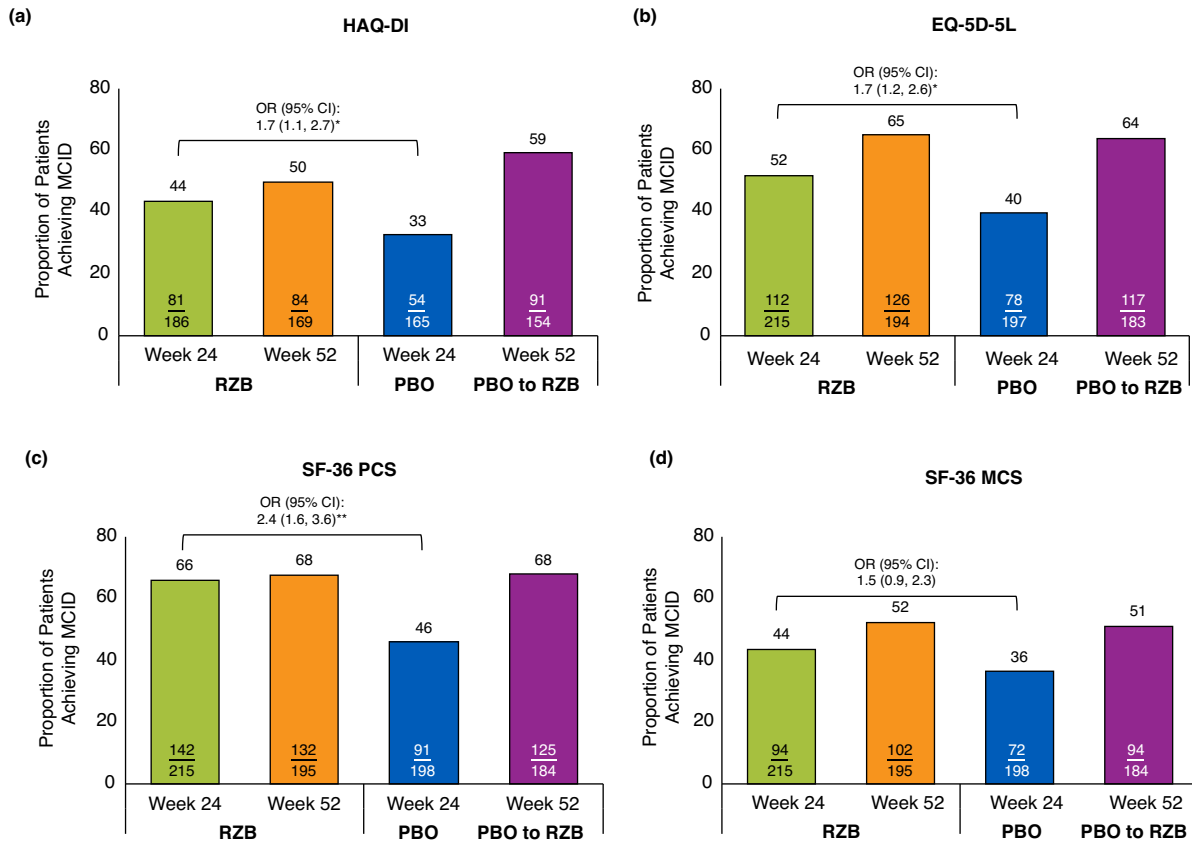 (a)
HAQ-DI
Proportion of Patients
Achieving MCID
80
60
40
20
0
OR (95% CI):
1.7 (1.1, 2.7)*
44
50
33
59
81
186
84
169
54
165
91
154
Week 24
Week 52
Week 24
Week 52
RZB
PBO
PBO to RZB
(b)
EQ-5D-5L
Proportion of Patients
Achieving MCID
80
60
40
20
0
OR (95% CI):
1.7 (1.2, 2.6)*
52
65
40
64
112
215
126
194
78
197
117
183
Week 24
Week 52
Week 24
Week 52
RZB
PBO
PBO to RZB
(c)
SF-36 PCS
Proportion of Patients
Achieving MCID
80
60
40
20
0
OR (95% CI):
2.4 (1.6, 3.6)**
66
68
46
68
142
215
132
195
91
198
125
184
Week 24
Week 52
Week 24
Week 52
RZB
PBO
PBO to RZB
(d)
SF-36 MCS
Proportion of Patients
Achieving MCID
80
60
40
20
0
OR (95% CI):
1.5 (0.9, 2.3)
44
52
36
51
94
215
102
195
72
198
94
184
Week 24
Week 52
Week 24
Week 52
RZB
PBO
PBO to RZB